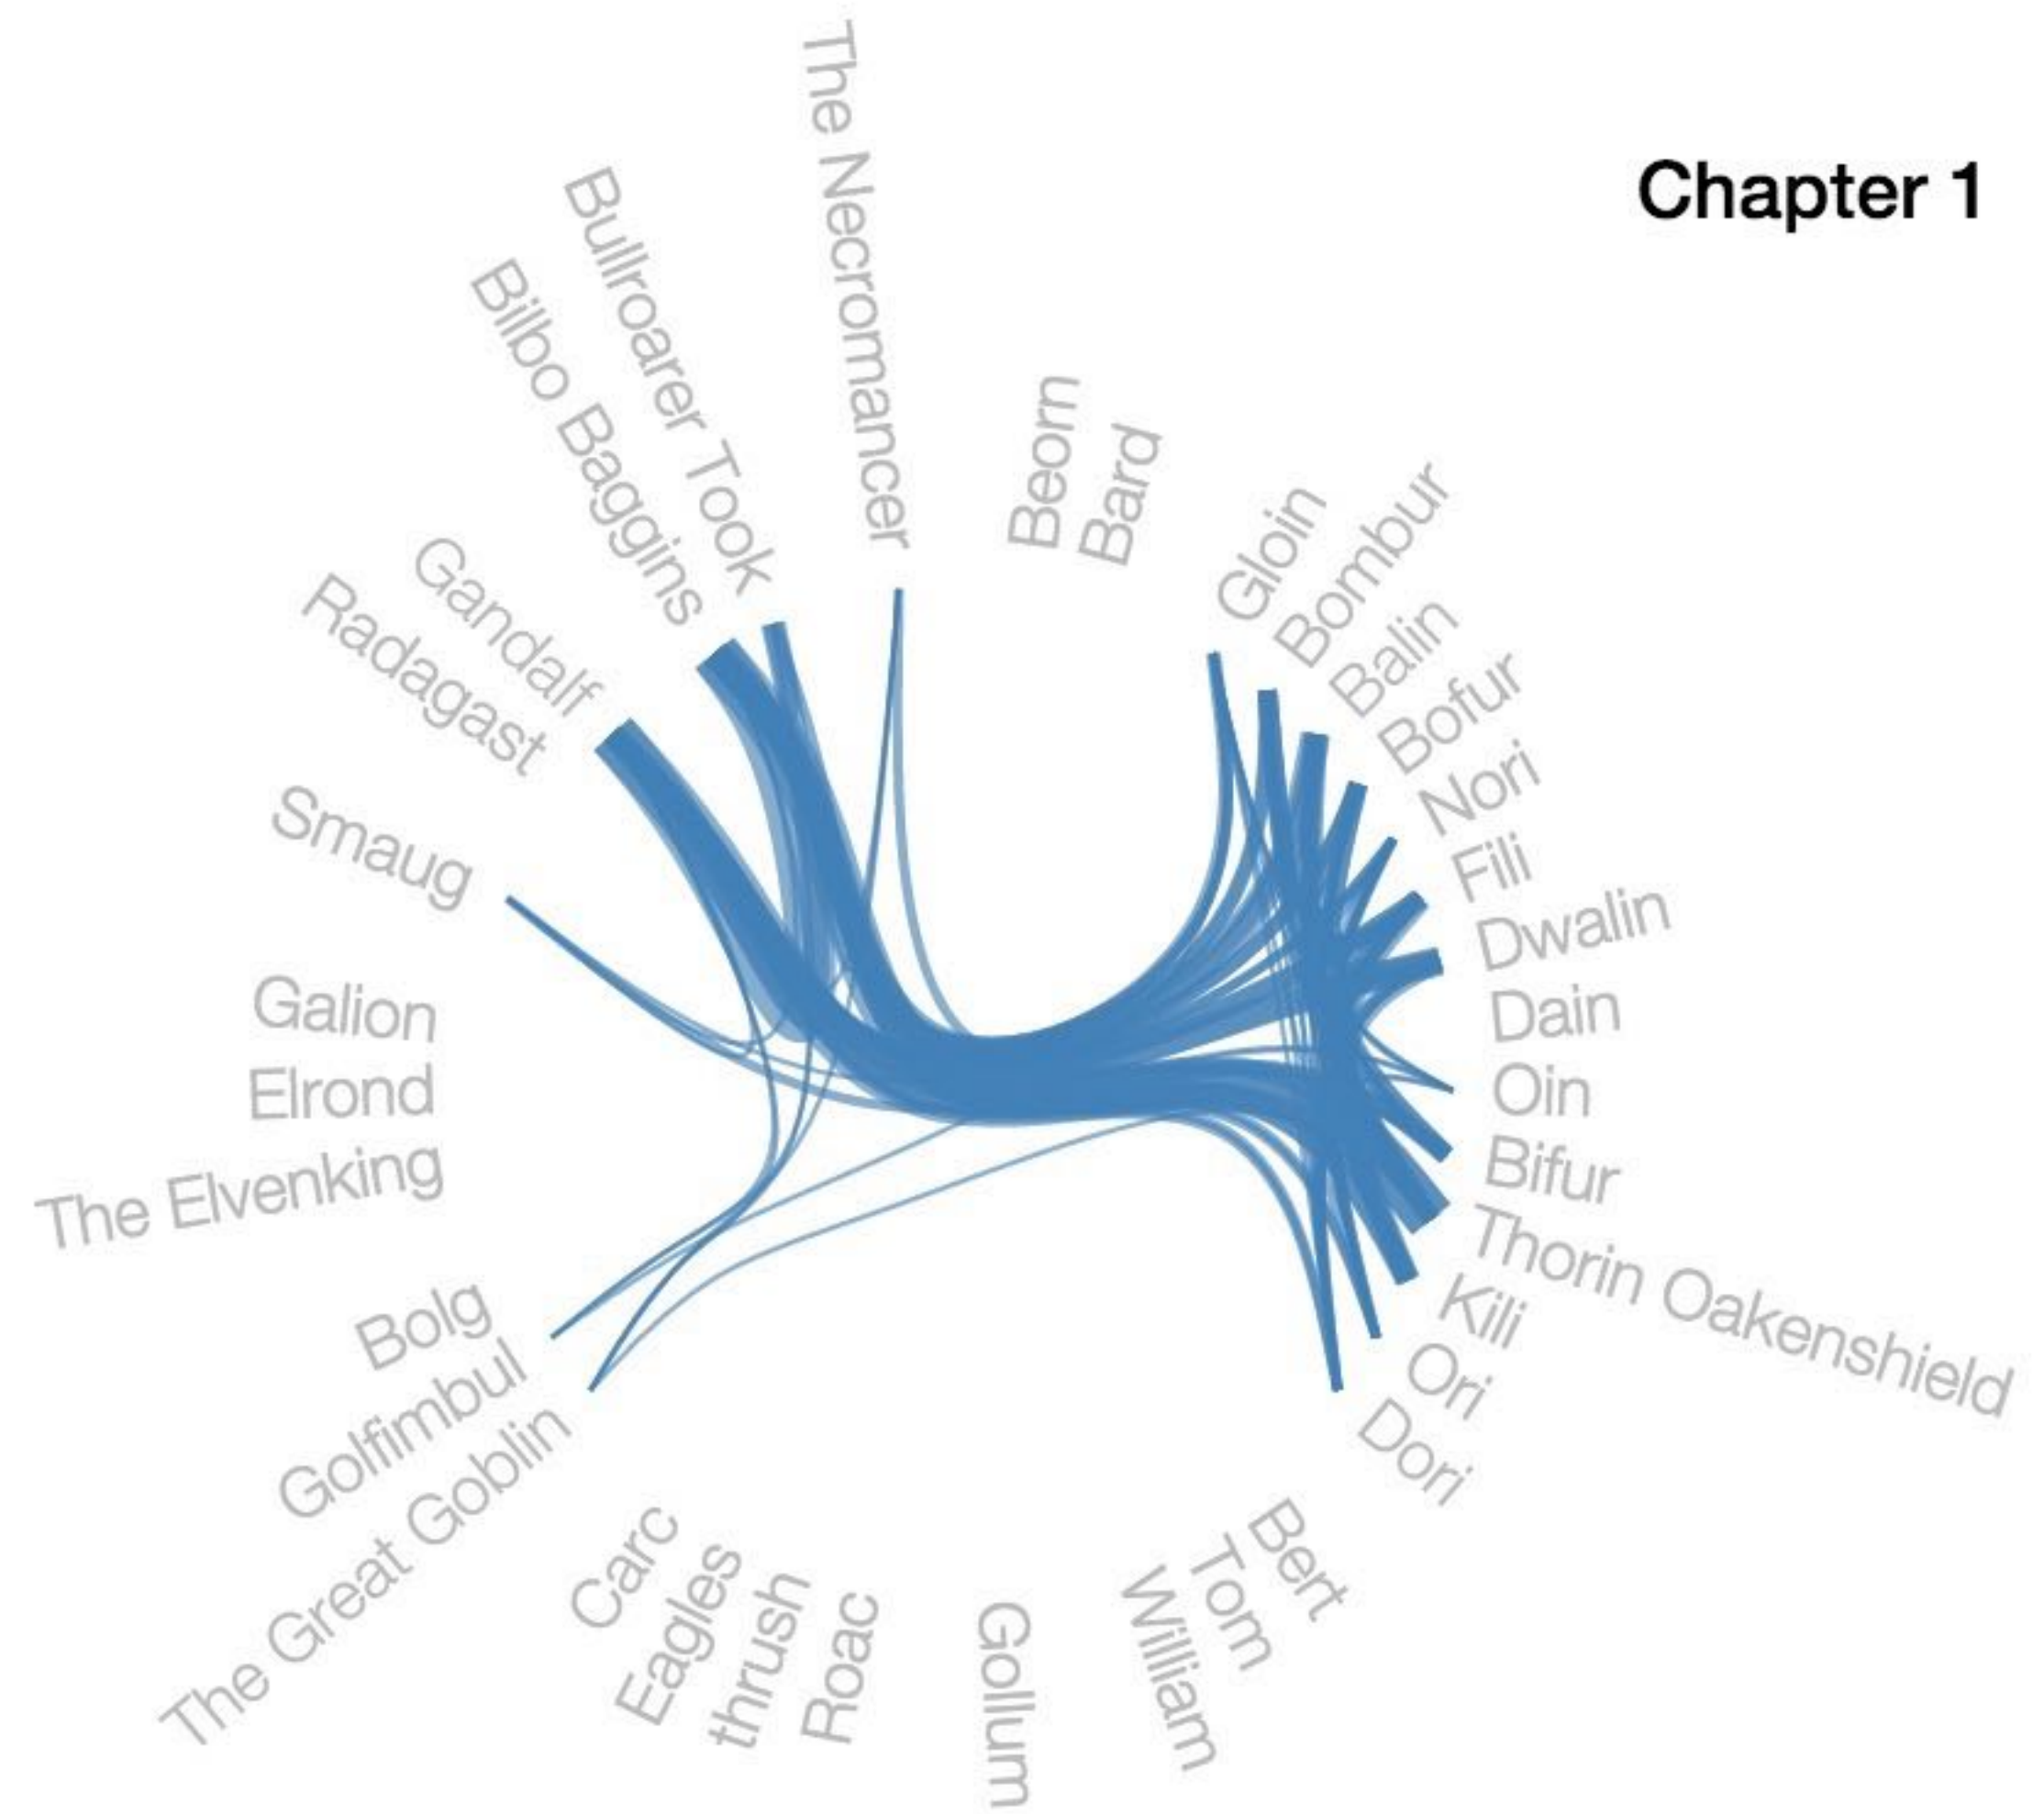 Chapter 1
The Necromancer
Beorn
Bard
Gloin
Bombur
Balin
Bofur
Nori
Fili
Dwalin
Dain
Oin
Bifur
Thorin Oakenshield
Kili
Ori
Dori
Bert
Tom
William
Gollum
Roac
thrush
Eagles
Carc
The Great Goblin
Golfimbul
Bolg
The Elvenking
Elrond
Galion
Smaug
Radagast
Gandalf
Bilbo Baggins
Bullroarer Took